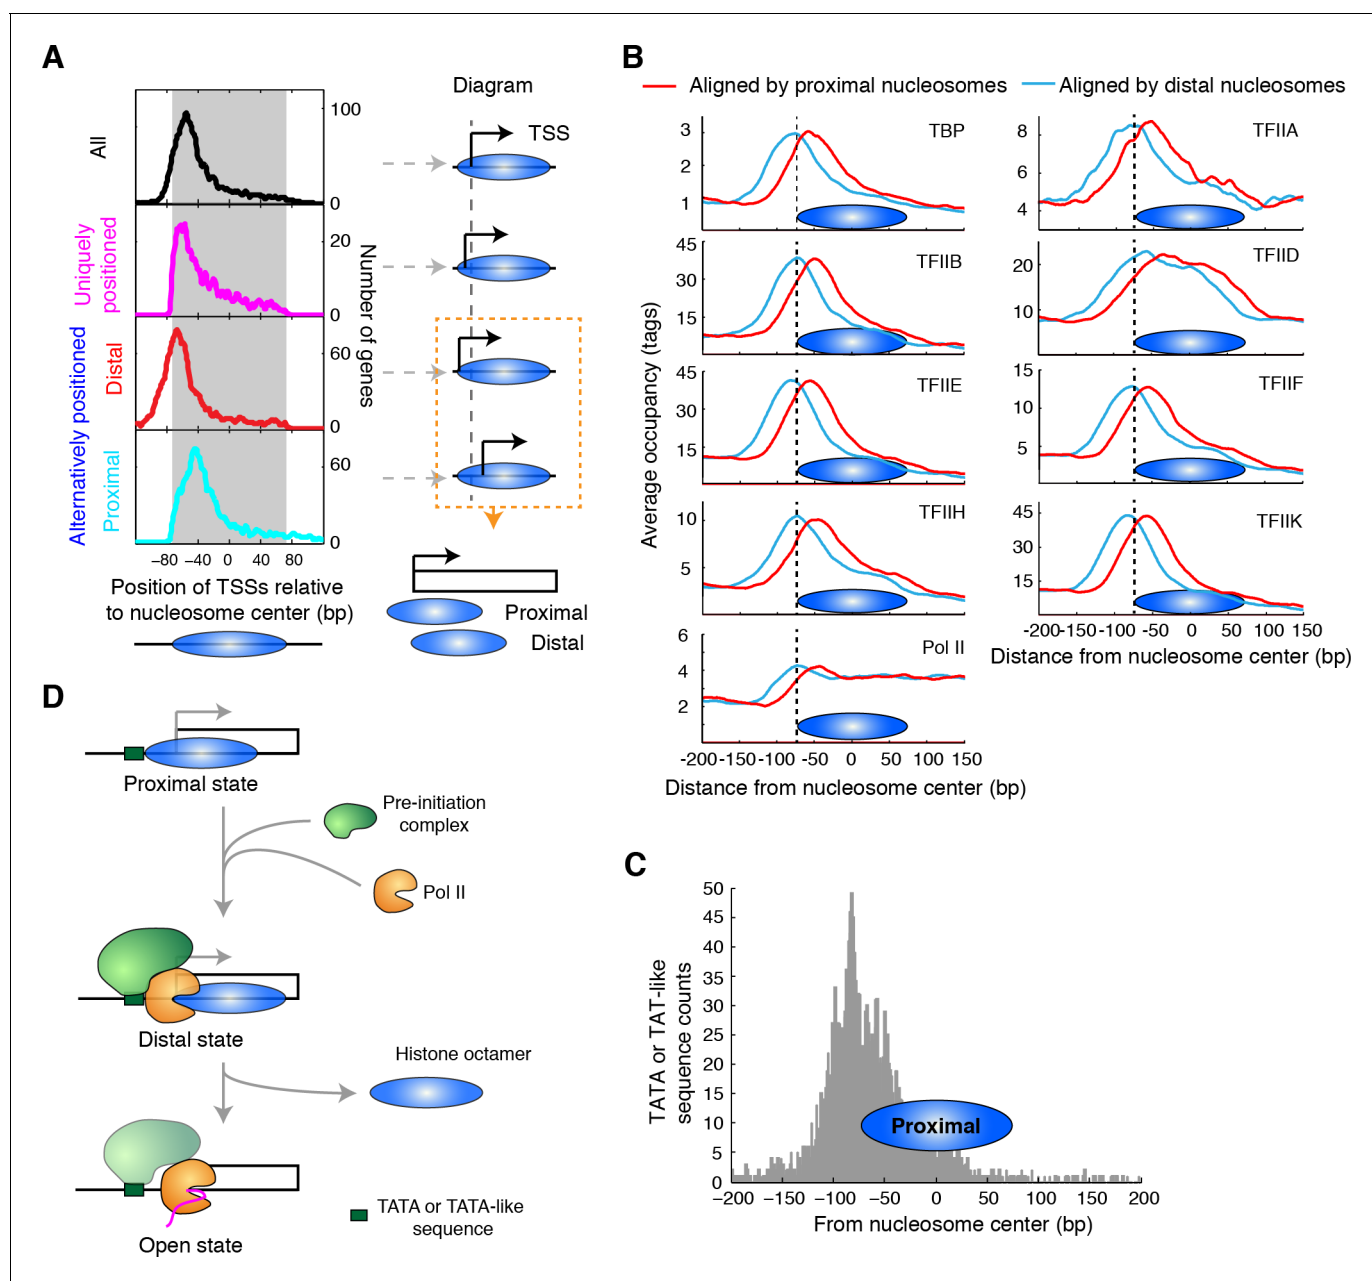 A
All
Uniquely
positioned
Alternatively positioned
Distal
Proximal
100
0
20
0
60
0
60
0
Number of genes
−80
−40
0
40
80
Position of TSSs relative
to nucleosome center (bp)
Diagram
TSS
Proximal
Distal
B
Aligned by proximal nucleosomes
Aligned by distal nucleosomes
Average occupancy (tags)
TBP
3
2
1
TFIIA
8
6
4
TFIIB
45
30
15
TFIID
20
10
TFIIE
45
30
15
TFIIF
15
10
5
TFIIH
10
5
TFIIK
45
30
15
-200-150-100 -50 0 50 100 150
Distance from nucleosome center (bp)
Pol II
6
4
2
-200-150-100 -50 0 50 100 150
Distance from nucleosome center (bp)
C
TATA or TAT-like
sequence counts
50
45
40
35
30
25
20
15
10
5
0
Proximal
−200 −150 −100 −50 0 50 100 150 200
From nucleosome center (bp)
D
Proximal state
Pre-initiation
complex
Pol II
Distal state
Histone octamer
Open state
TATA or TATA-like
sequence